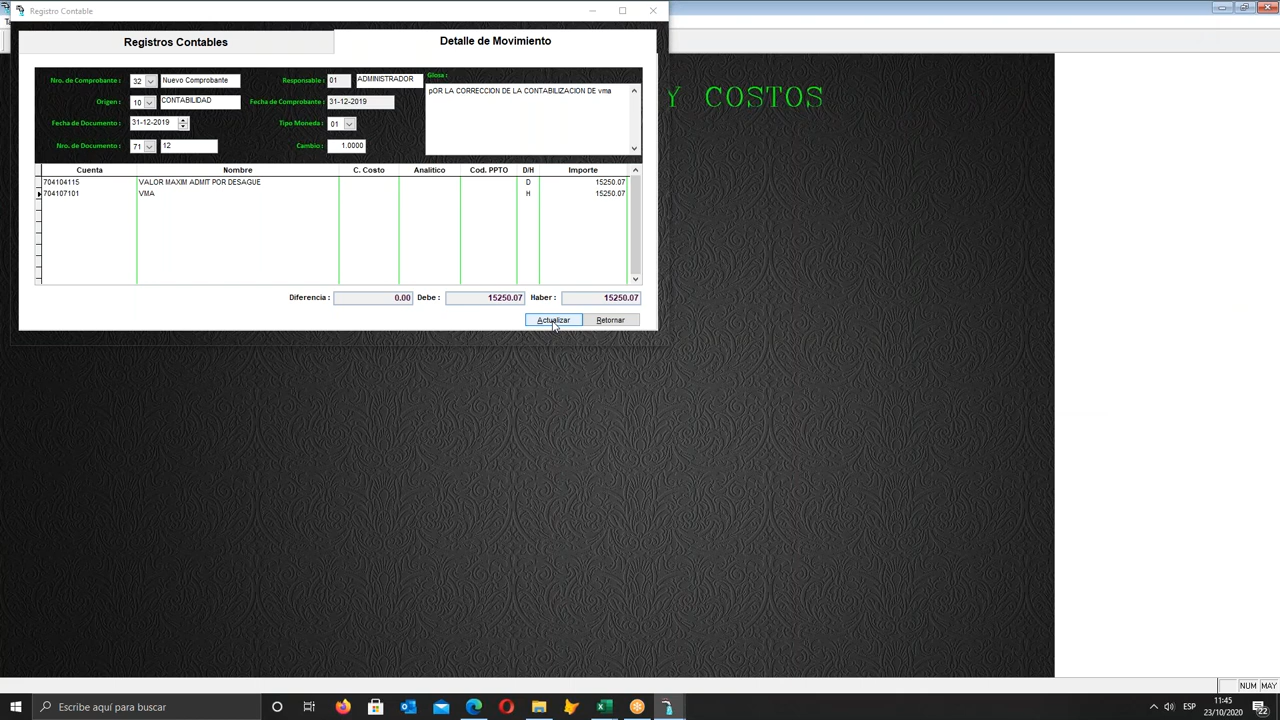 Registro Contable
Registros Contables
Detalle de Movimiento
Nro. de Comprobante : 32 Nuevo Comprobante Responsable : 01 ADMINISTRADOR Glosa :
Origen : 10 CONTABILIDAD Fecha de Comprobante : 31-12-2019 pOR LA CORRECCION DE LA CONTABILIZACION DE vma
Fecha de Documento : 31-12-2019 Tipo Moneda : 01
Nro. de Documento : 71 12 Cambio : 1.0000
Y COSTOS
Cuenta Nombre C. Costo Analitico Cod. PPTO D/H Importe
704104115 VALOR MAXIM ADMIT POR DESAGUE D 15250.07
704107101 VMA H 15250.07
Diferencia : 0.00 Debe : 15250.07 Haber : 15250.07
Actualizar Retornar
NUM MAY
Escribe aquí para buscar
ESP
11:45
23/10/2020
22